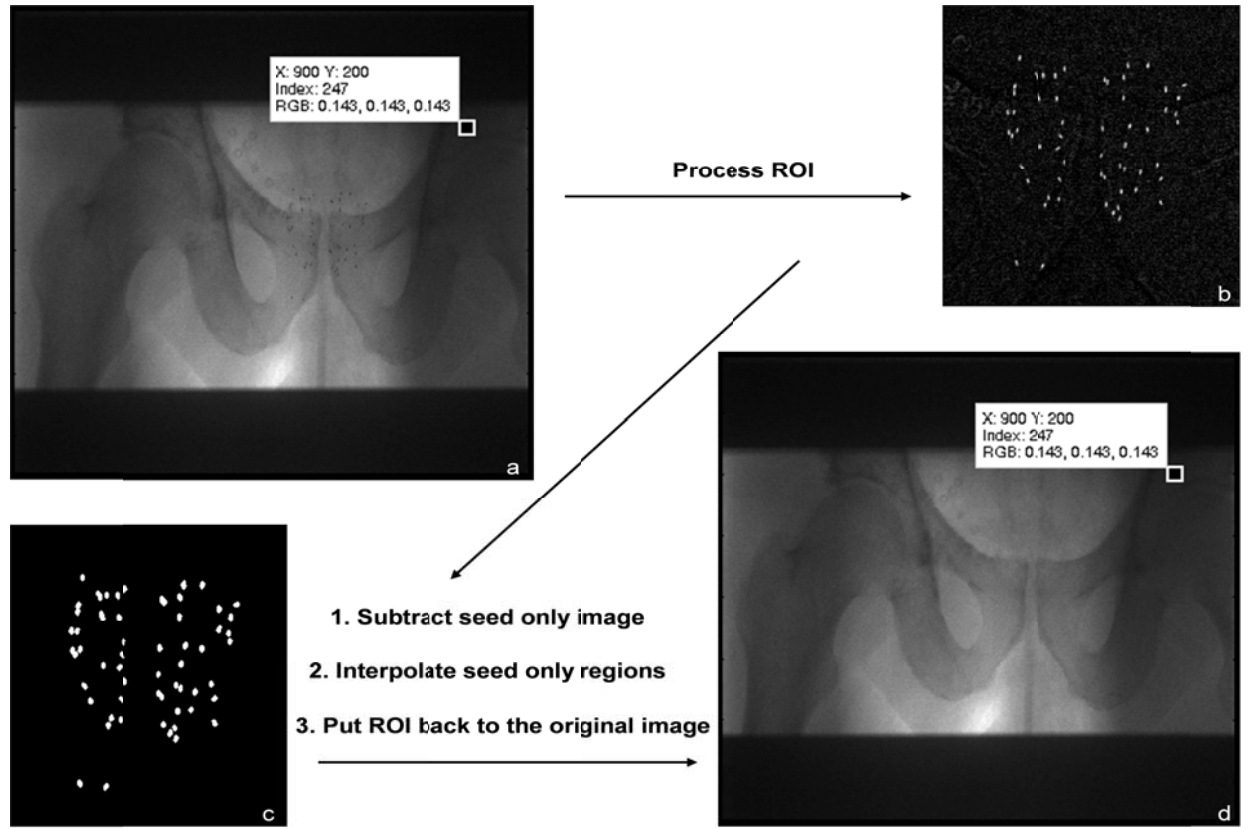 X: 900 Y: 200
Index: 247
RGB: 0.143, 0.143, 0.143
a
Process ROI
b
X: 900 Y: 200
Index: 247
RGB: 0.143, 0.143, 0.143
d
1. Subtract seed only image
2. Interpolate seed only regions
3. Put ROI back to the original image
c